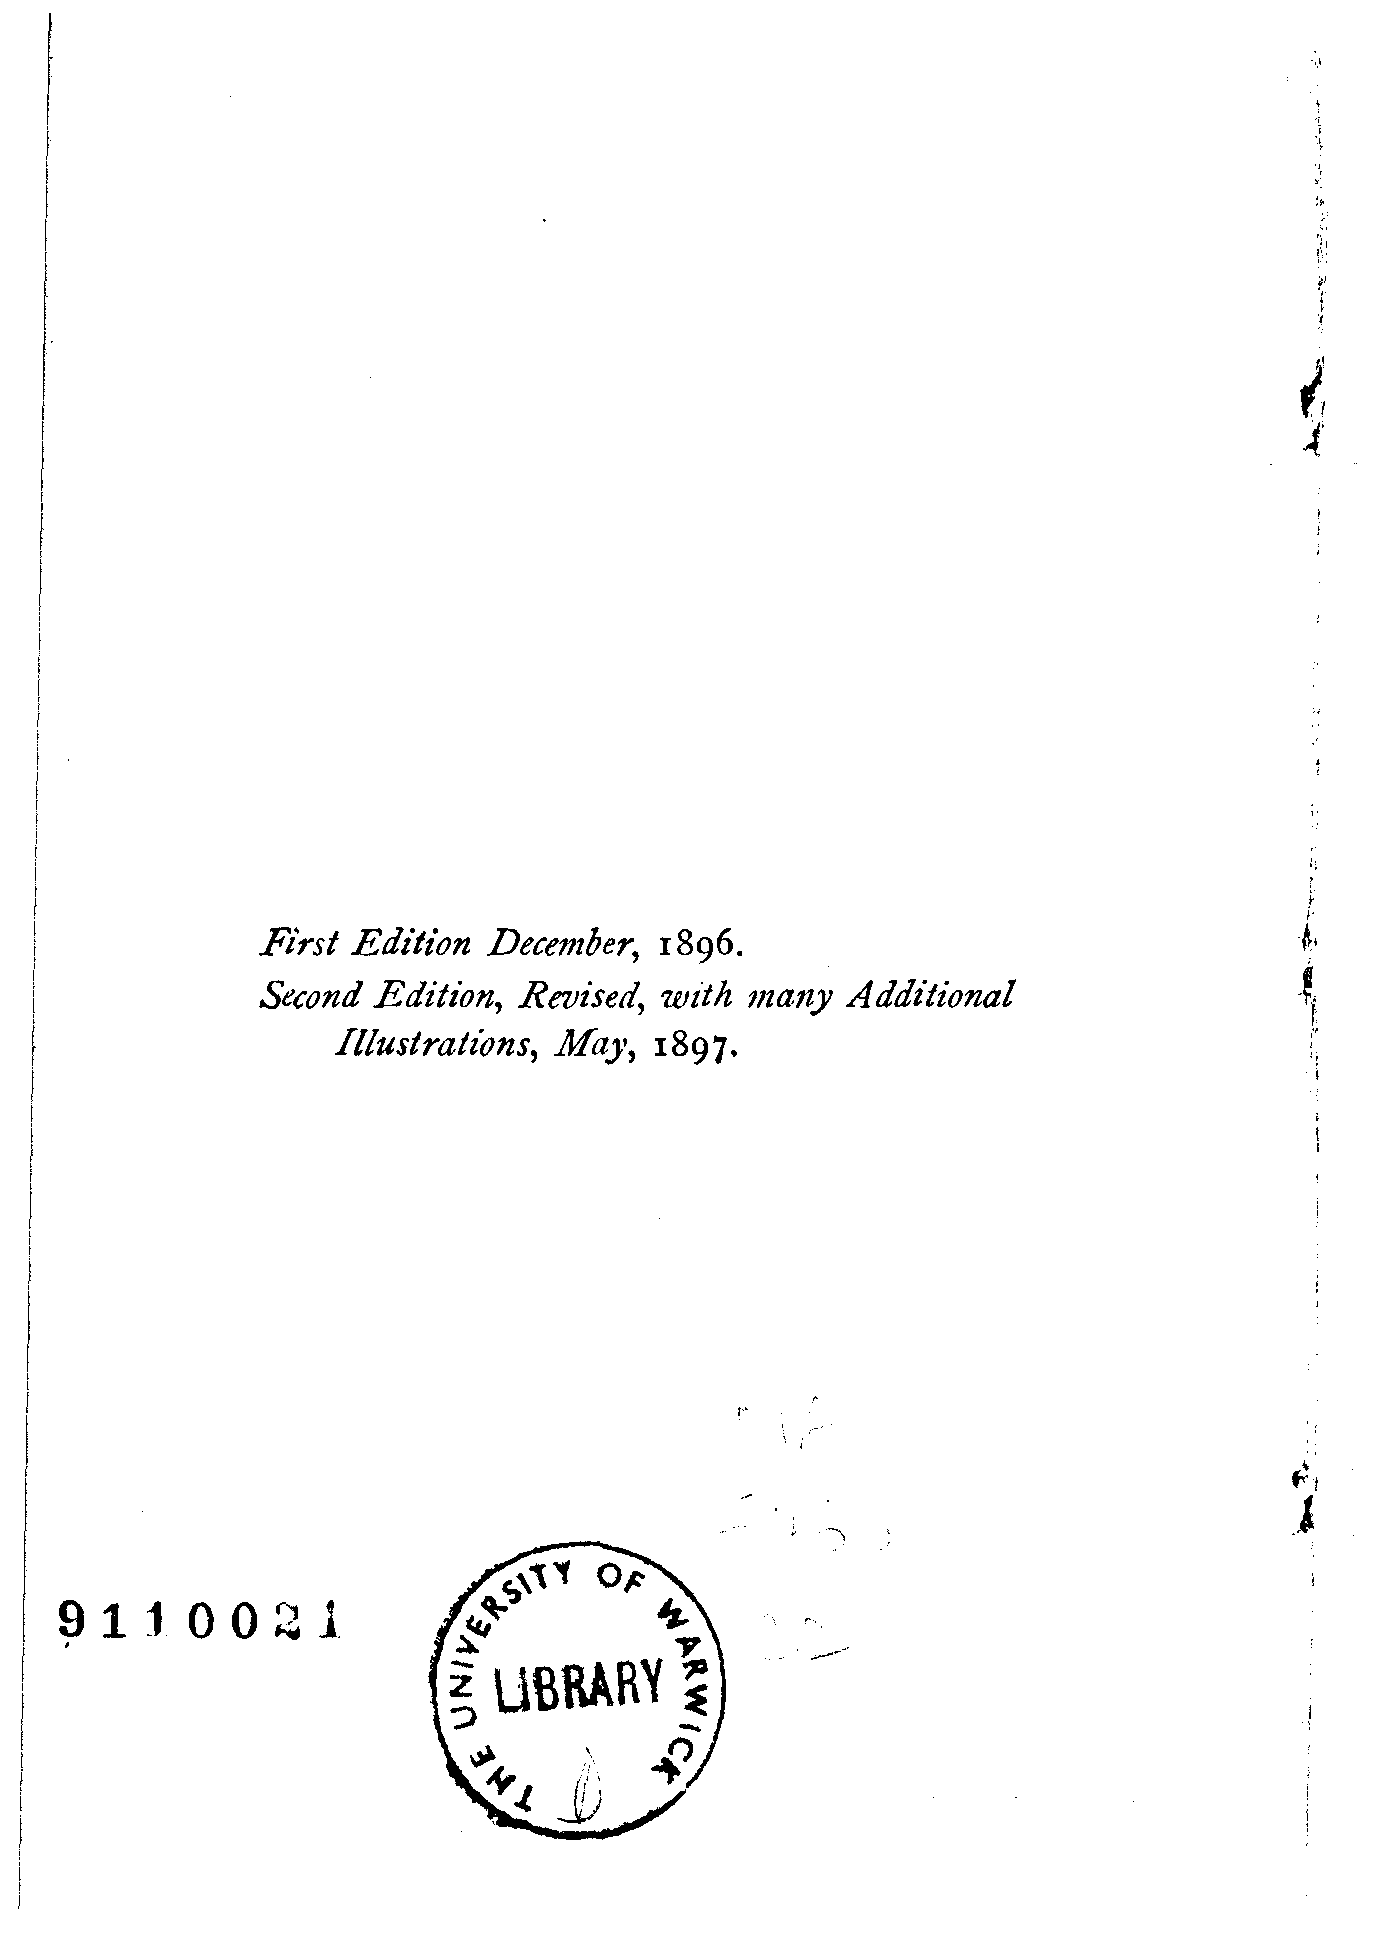 First Edition December, 1896.
Second Edition, Revised, with many Additional
Illustrations, May, 1897.
9110021
THE UNIVERSITY OF WARWICK
LIBRARY